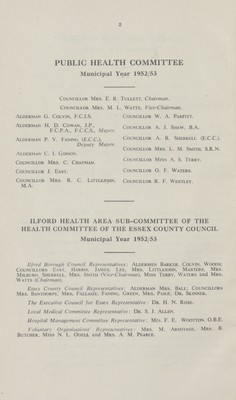 2
PUBLIC HEALTH COMMITTEE
Municipal Year 1952/53
COUNCILLOR MRS. E. R. TULLETT, Chairman.
COUNCILLOR MRS. M. L. WATTS, Vice-Chairman.
ALDERMAN G. COLVIN, F.C.I.S.
ALDERMAN H. D. COWAN, J.P., F.C.P.A., F.C.C.S., Mayor.
ALDERMAN P. V. FANING (E.C.C.), Deputy Mayor.
ALDERMAN C. I. GIBSON.
COUNCILLOR MRS. C. CHAPMAN.
COUNCILLOR J. EAST.
COUNCILLOR MRS. R. C. LITTLEJOHN, M.A.
COUNCILLOR W. A. PARFITT.
COUNCILLOR A. J. SHAW, B.A.
COUNCILLOR A. R. SHERRELL (E.C.C.).
COUNCILLOR MRS. L. M. SMITH, S.R.N.
COUNCILLOR MISS A. S. TERRY.
COUNCILLOR O. F. WATERS.
COUNCILLOR R. F. WESTLEY.
ILFORD HEALTH AREA SUB-COMMITTEE OF THE
HEALTH COMMITTEE OF THE ESSEX COUNTY COUNCIL
Municipal Year 1952/53
Ilford Borough Council Representatives: ALDERMEN BARKER, COLVIN, WOODS;
COUNCILLORS EAST, HARRIS, JAMES, LEE, MRS. LITTLEJOHN, MASTERS, MRS.
MILBURN, SHERRELL, MRS. SMITH (Vice-Chairman), MISS TERRY, WATERS and MRS.
WATTS (Chairman).
Essex County Council Representatives: ALDERMAN MRS. BALL; COUNCILLORS
MRS. FALLAIZE, FANING, GREEN, MRS. PAGE, DR. SKINNER.
The Executive Council for Essex Representative: DR. H. N. ROSE.
Local Medical Committee Representative: DR. S. J. ALLEN.
Hospital Management Committee Representative: MRS. F. E. WOOTTON, O.B.E.
Voluntary Organisations' Representatives: MRS. M. ARMITAGE, MRS. B.
BUTCHER, MISS N. L. ODELL and MRS. A. M. PEARCE.